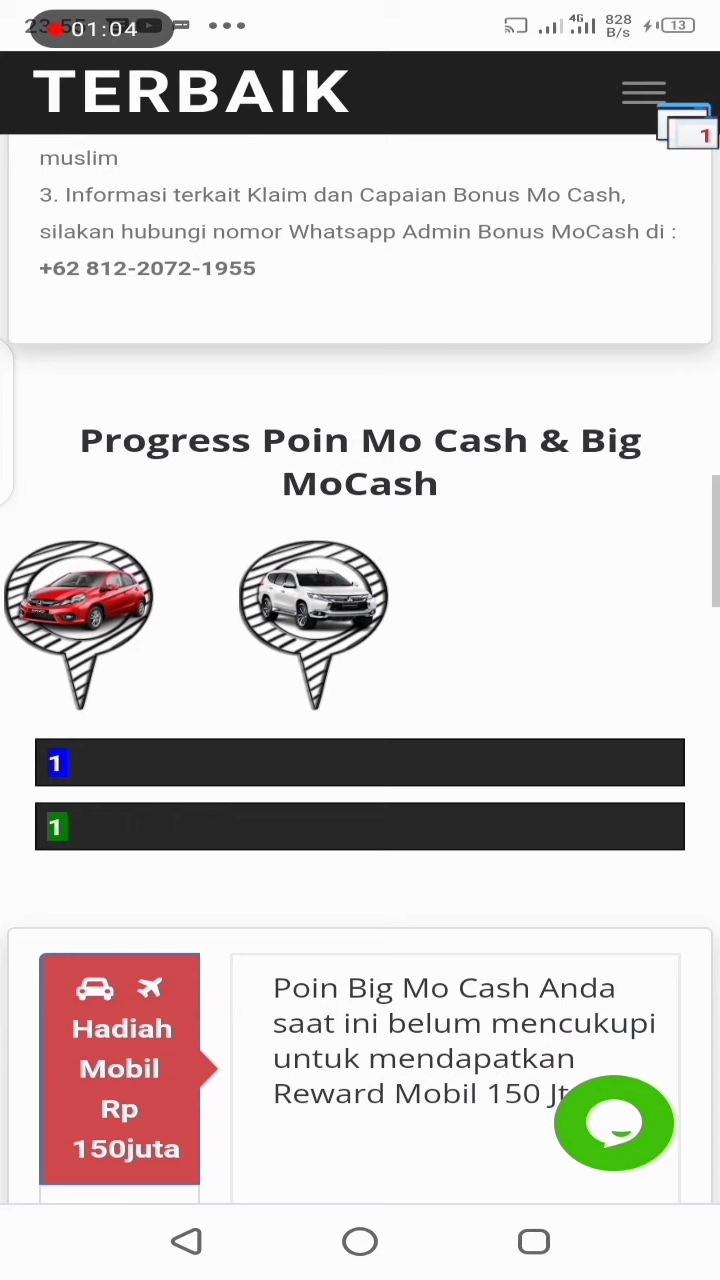 01:04
4G 828 B/s 13
TERBAIK
1
muslim
3. Informasi terkait Klaim dan Capaian Bonus Mo Cash,
silakan hubungi nomor Whatsapp Admin Bonus MoCash di :
+62 812-2072-1955
Progress Poin Mo Cash & Big
MoCash
1
1
Hadiah
Mobil
Rp
150juta
Poin Big Mo Cash Anda
saat ini belum mencukupi
untuk mendapatkan
Reward Mobil 150 Jt